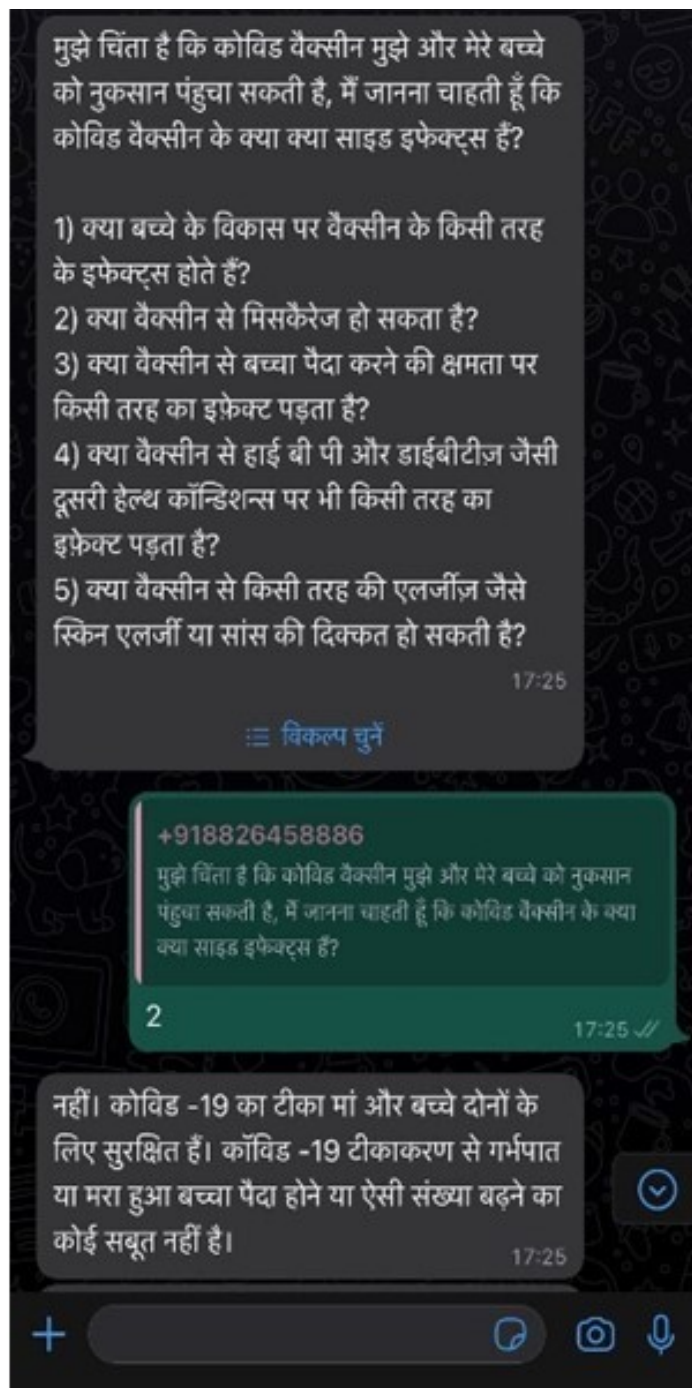 मुझे चिंता है कि कोविड वैक्सीन मुझे और मेरे बच्चे
को नुकसान पंहुचा सकती है, मैं जानना चाहती हूँ कि
कोविड वैक्सीन के क्या क्या साइड इफेक्ट्स हैं?
1) क्या बच्चे के विकास पर वैक्सीन के किसी तरह
के इफेक्ट्स होते हैं?
2) क्या वैक्सीन से मिसकैरेज हो सकता है?
3) क्या वैक्सीन से बच्चा पैदा करने की क्षमता पर
किसी तरह का इफ़ेक्ट पड़ता है?
4) क्या वैक्सीन से हाई बी पी और डाईबीटीज़ जैसी
दूसरी हेल्थ कॉन्डिशन्स पर भी किसी तरह का
इफ़ेक्ट पड़ता है?
5) क्या वैक्सीन से किसी तरह की एलर्जीज़ जैसे
स्किन एलर्जी या सांस की दिक्कत हो सकती है?
17:25
विकल्प चुनें
+918826458886
मुझे चिंता है कि कोविड वैक्सीन मुझे और मेरे बच्चे को नुकसान
पंहुचा सकती है, मैं जानना चाहती हूँ कि कोविड वैक्सीन के क्या
क्या साइड इफेक्ट्स हैं?
2
17:25
नहीं। कोविड -19 का टीका मां और बच्चे दोनों के
लिए सुरक्षित हैं। कॉविड -19 टीकाकरण से गर्भपात
या मरा हुआ बच्चा पैदा होने या ऐसी संख्या बढ़ने का
कोई सबूत नहीं है।
17:25